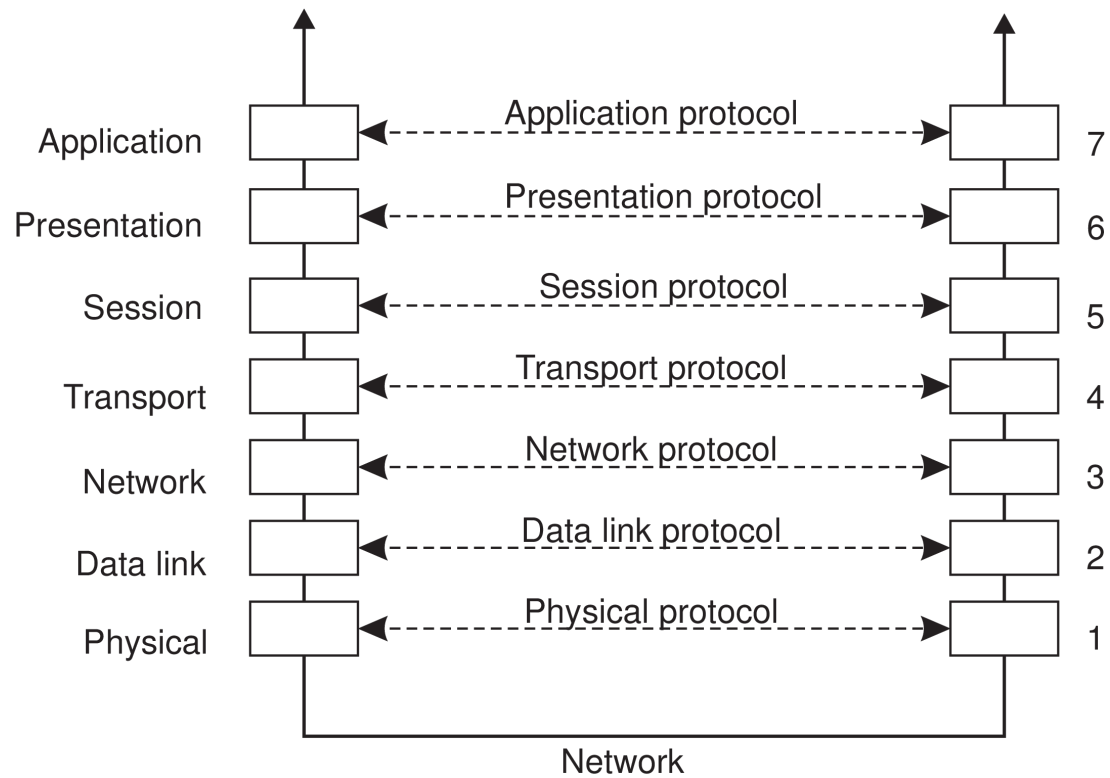 Application protocol
Application
7
Presentation protocol
Presentation
6
Session protocol
Session
5
Transport protocol
Transport
4
Network protocol
Network
3
Data link protocol
Data link
2
Physical protocol
Physical
1
Network